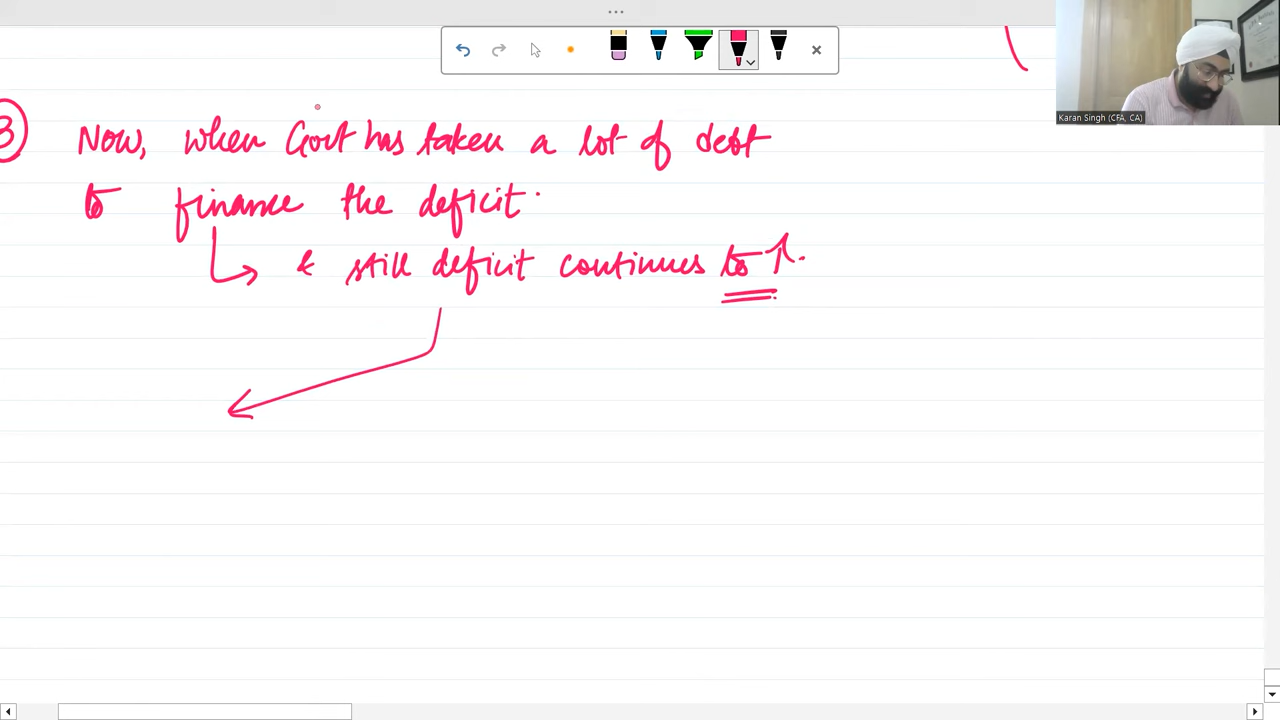 Karan Singh (CFA, CA)
3 Now, when Govt has taken a lot of debt
to finance the deficit.
↳ & still deficit continues to ↑.